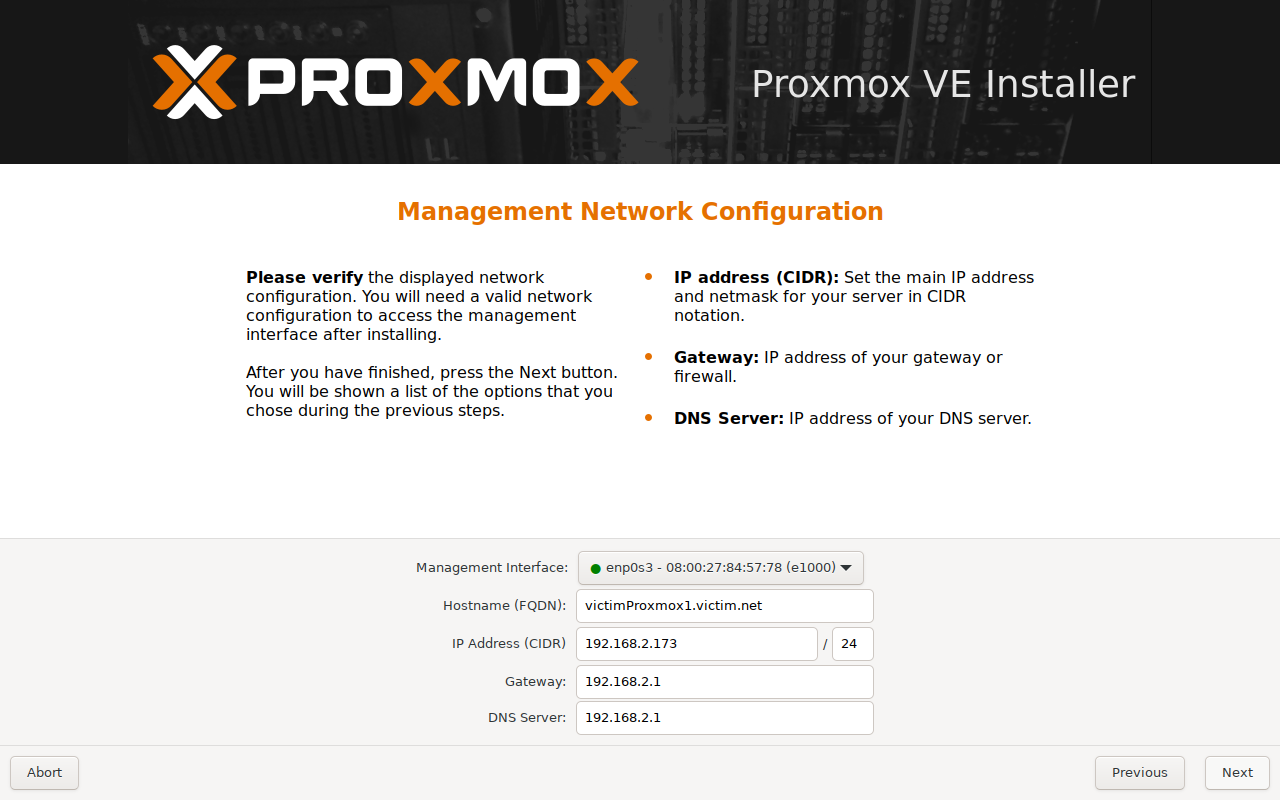 PROXMOX
Proxmox VE Installer
Management Network Configuration
Please verify the displayed network
configuration. You will need a valid network
configuration to access the management
interface after installing.
After you have finished, press the Next button.
You will be shown a list of the options that you
chose during the previous steps.
IP address (CIDR): Set the main IP address
and netmask for your server in CIDR
notation.
Gateway: IP address of your gateway or
firewall.
DNS Server: IP address of your DNS server.
Management Interface: enp0s3 - 08:00:27:84:57:78 (e1000)
Hostname (FQDN): victimProxmox1.victim.net
IP Address (CIDR) 192.168.2.173 / 24
Gateway: 192.168.2.1
DNS Server: 192.168.2.1
Abort Previous Next